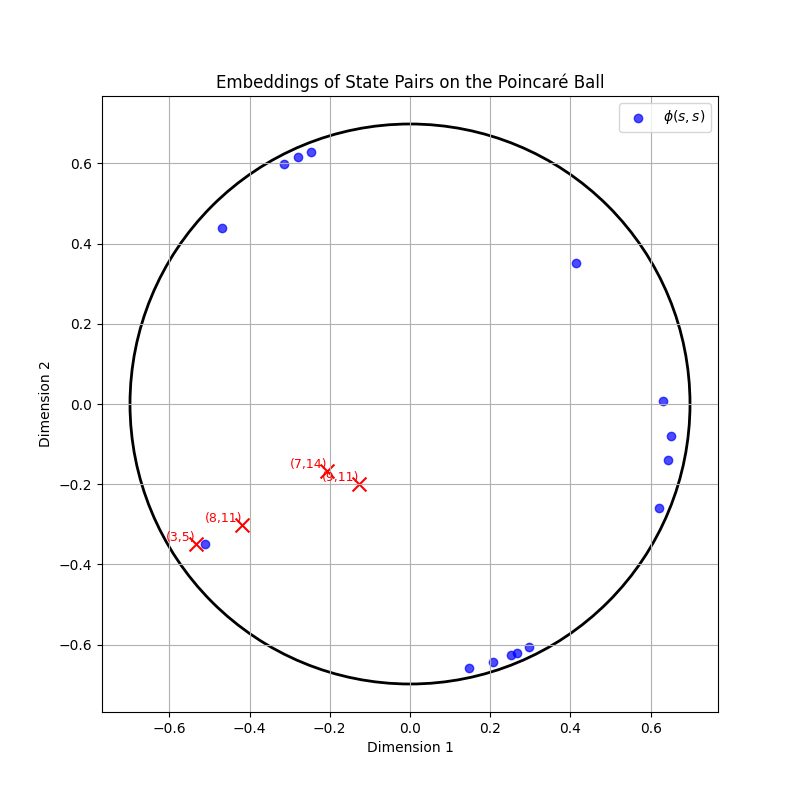 Embeddings of State Pairs on the Poincaré Ball
ϕ(s, s)
0.6
0.4
0.2
0.0
−0.2
−0.4
−0.6
Dimension 2
(7,14)
(9,11)
(8,11)
(3,5)
−0.6 −0.4 −0.2 0.0 0.2 0.4 0.6
Dimension 1